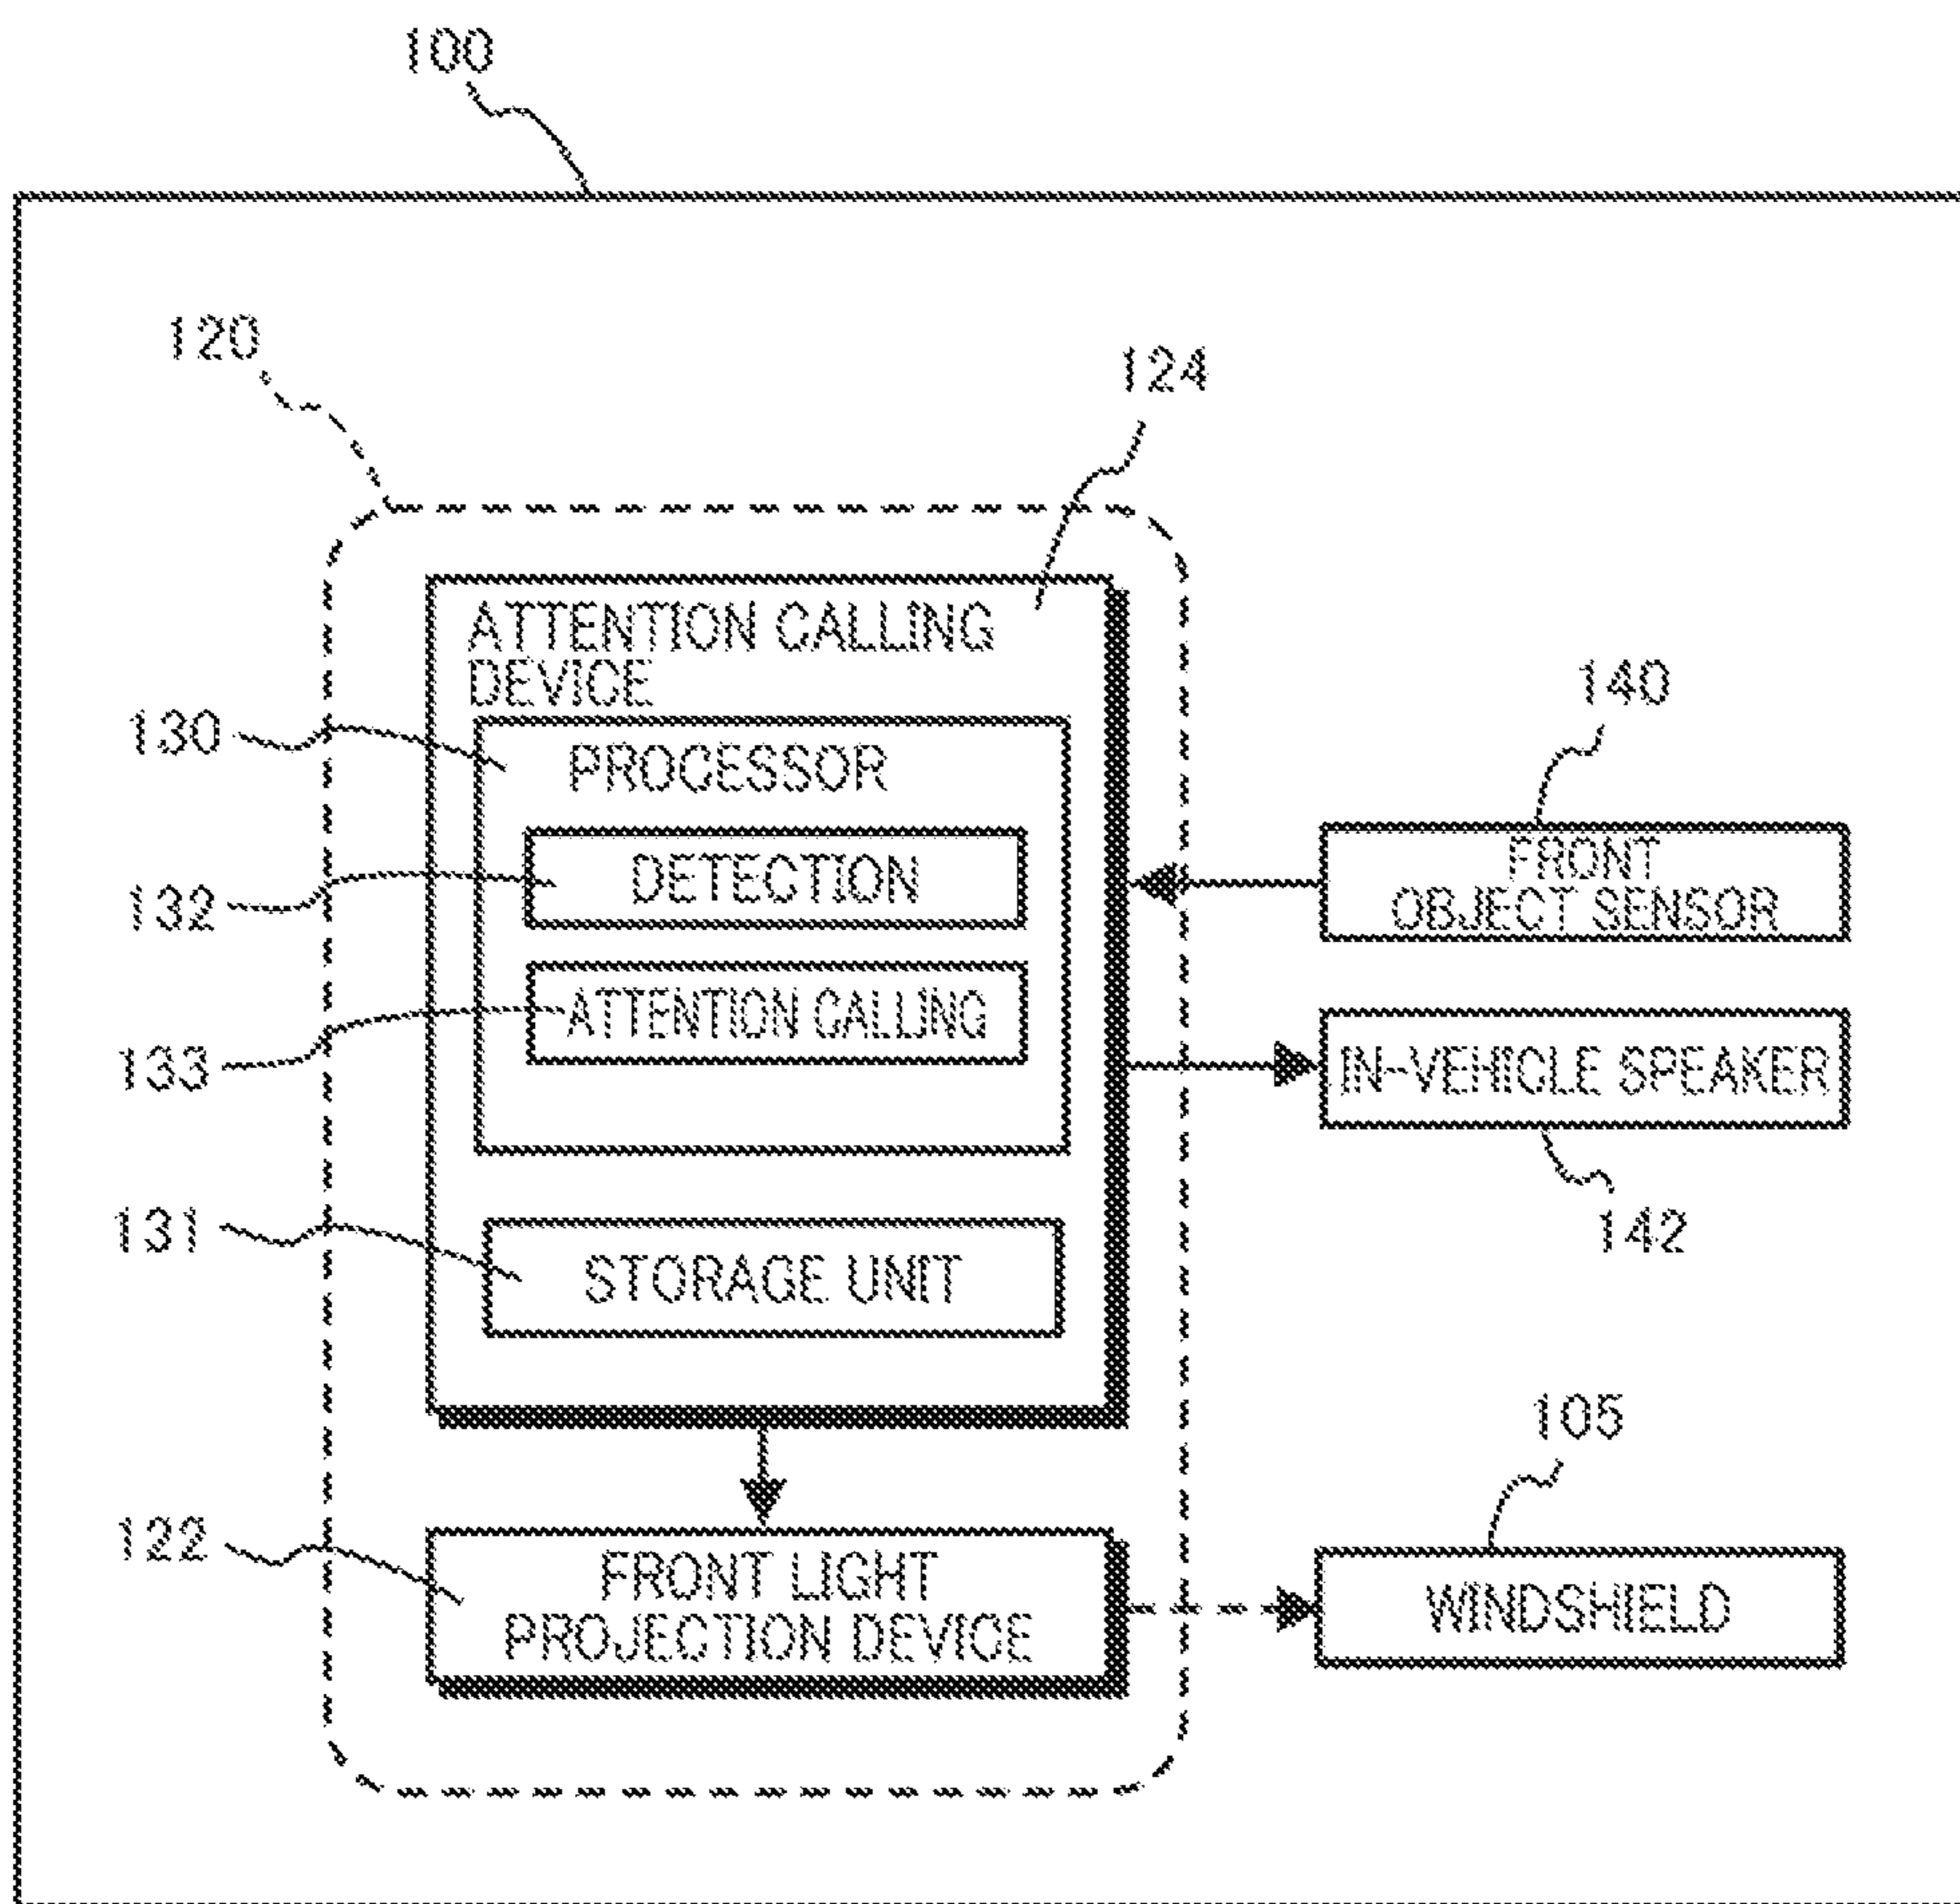 100
120
124
ATTENTION CALLING
DEVICE
130
PROCESSOR
140
132
DETECTION
FRONT
OBJECT SENSOR
133
ATTENTION CALLING
IN-VEHICLE SPEAKER
131
STORAGE UNIT
142
105
122
FRONT LIGHT
PROJECTION DEVICE
WINDSHIELD